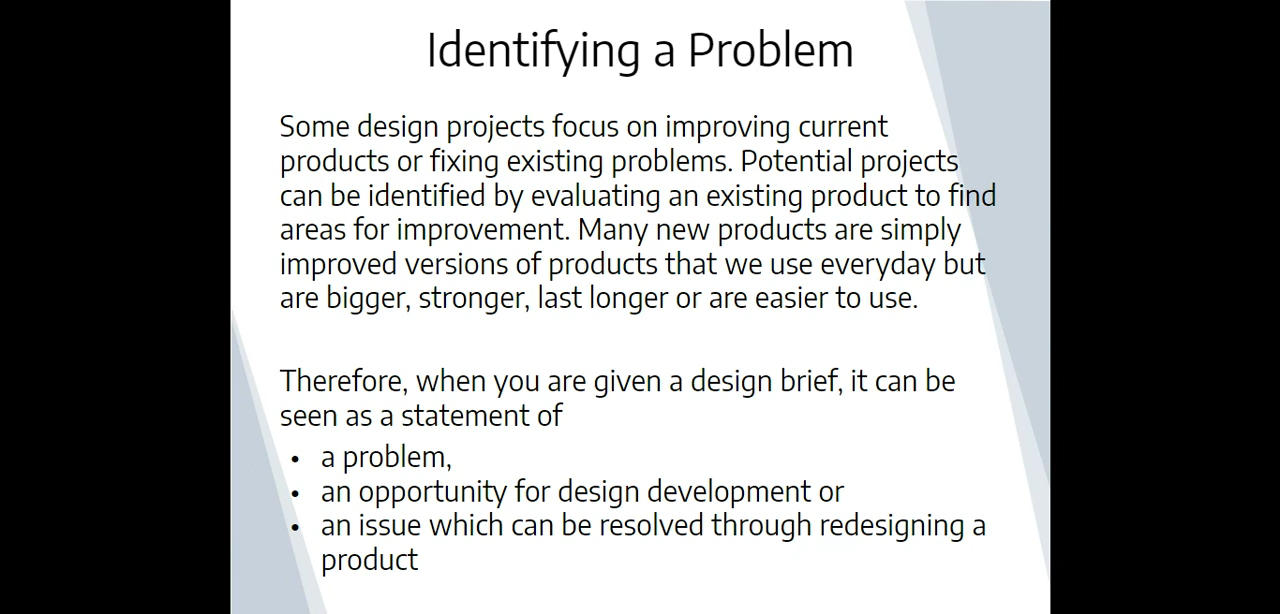 Identifying a Problem
Some design projects focus on improving current
products or fixing existing problems. Potential projects
can be identified by evaluating an existing product to find
areas for improvement. Many new products are simply
improved versions of products that we use everyday but
are bigger, stronger, last longer or are easier to use.
Therefore, when you are given a design brief, it can be
seen as a statement of
• a problem,
• an opportunity for design development or
• an issue which can be resolved through redesigning a
product